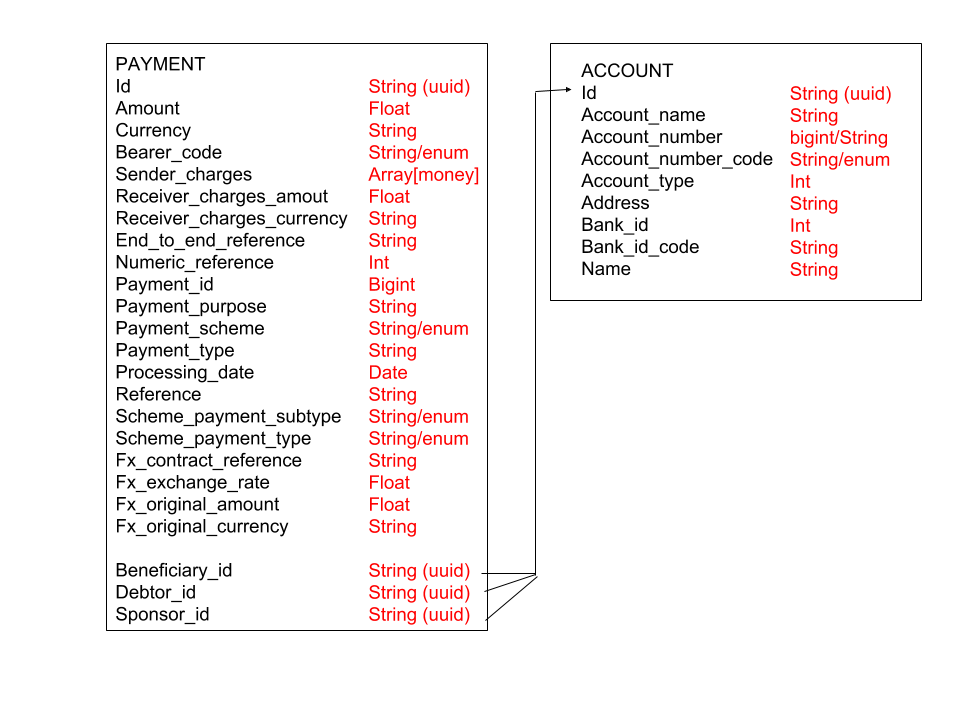 PAYMENT
Id String (uuid)
Amount Float
Currency String
Bearer_code String/enum
Sender_charges Array[money]
Receiver_charges_amout Float
Receiver_charges_currency String
End_to_end_reference String
Numeric_reference Int
Payment_id Bigint
Payment_purpose String
Payment_scheme String/enum
Payment_type String
Processing_date Date
Reference String
Scheme_payment_subtype String/enum
Scheme_payment_type String/enum
Fx_contract_reference String
Fx_exchange_rate Float
Fx_original_amount Float
Fx_original_currency String
Beneficiary_id String (uuid)
Debtor_id String (uuid)
Sponsor_id String (uuid)
ACCOUNT
Id String (uuid)
Account_name String
Account_number bigint/String
Account_number_code String/enum
Account_type Int
Address String
Bank_id Int
Bank_id_code String
Name String